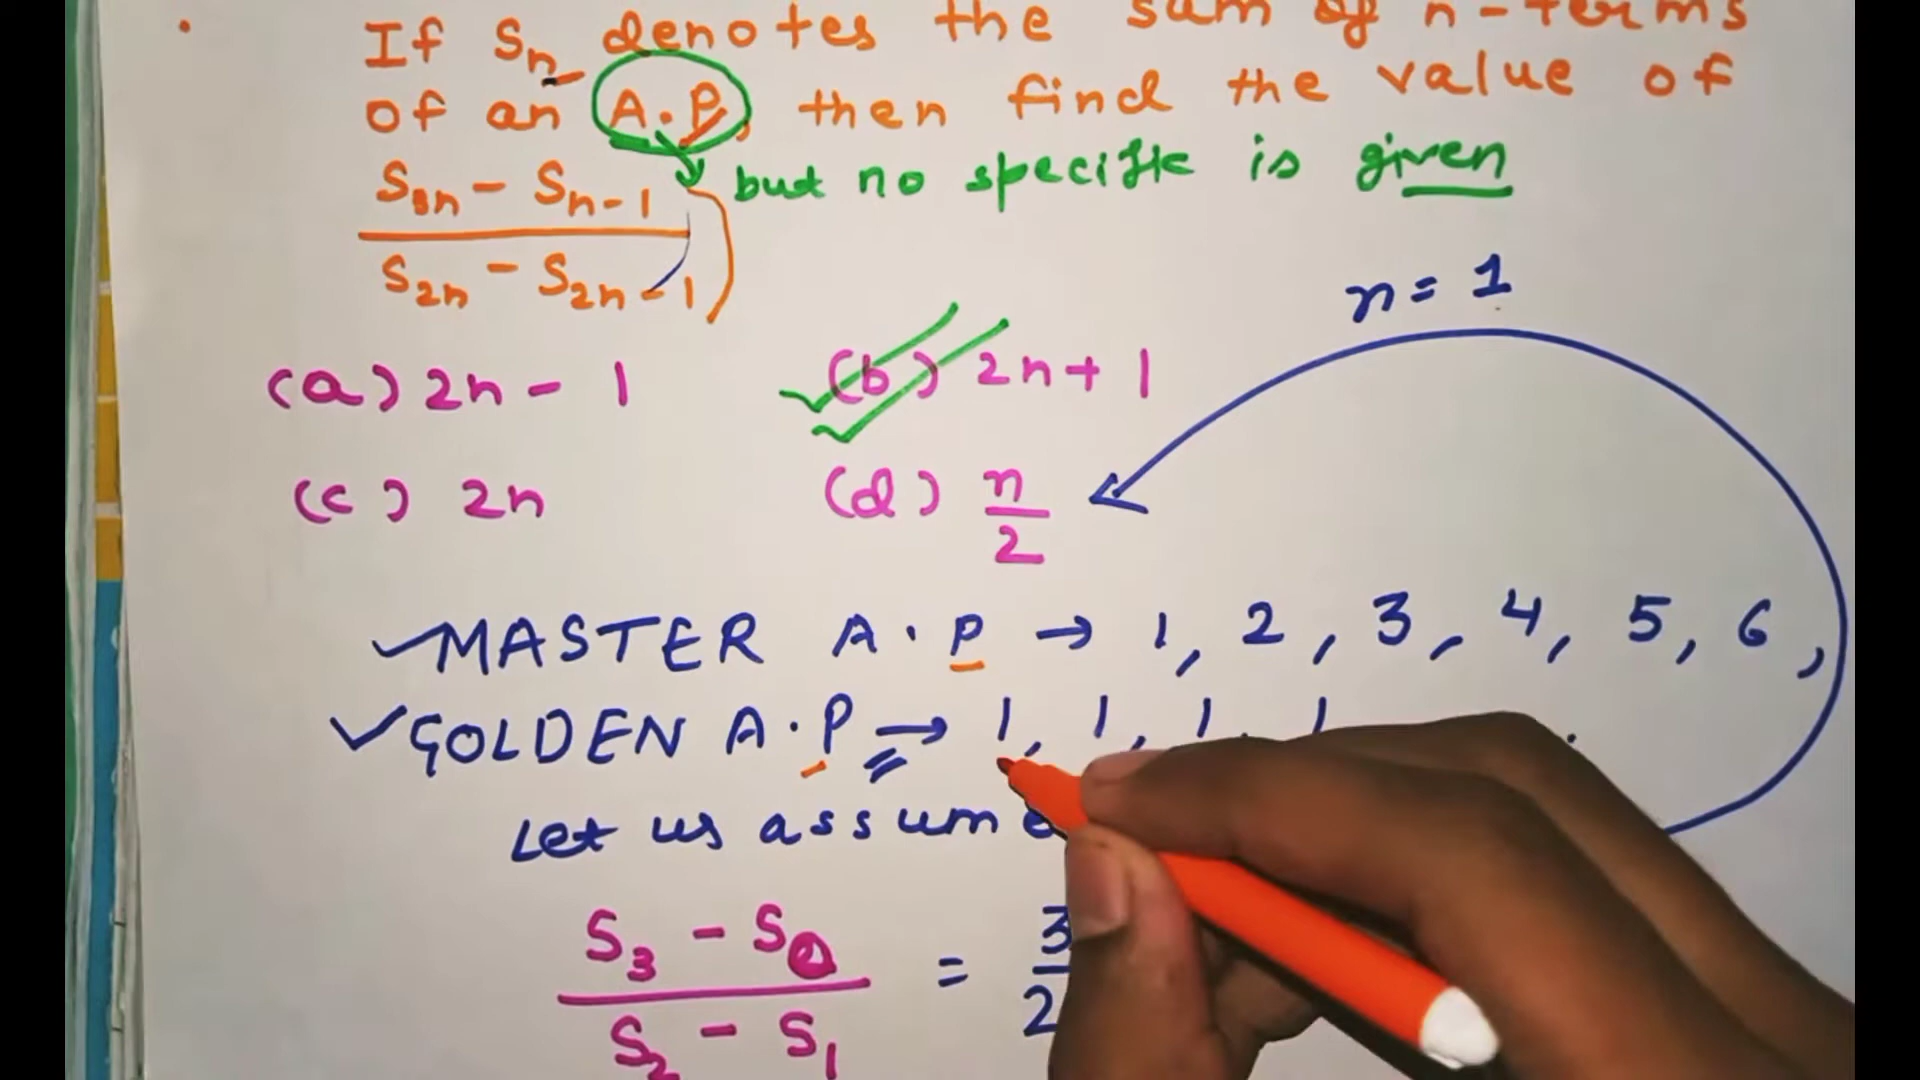 If Sn denotes the sum of n-terms
of an A.P, then find the value of
S3n - Sn-1
but no specific is given
S2n - S2n-1
n = 1
(a) 2n - 1 (b) 2n + 1
(c) 2n (d) n/2
MASTER A.P → 1, 2, 3, 4, 5, 6,
GOLDEN A.P → 1, 1, 1, 1
Let us assume
S3 - S0 = 3
S2 - S1 2